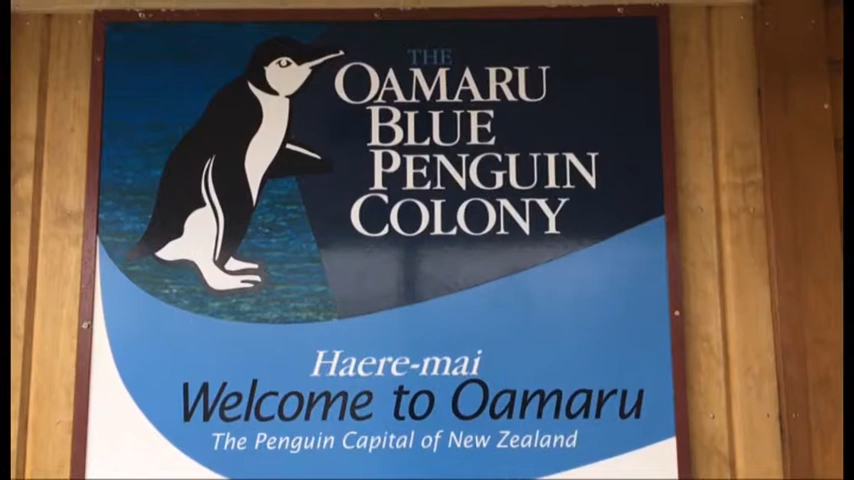 THE
OAMARU
BLUE
PENGUIN
COLONY
Haere-mai
Welcome to Oamaru
The Penguin Capital of New Zealand